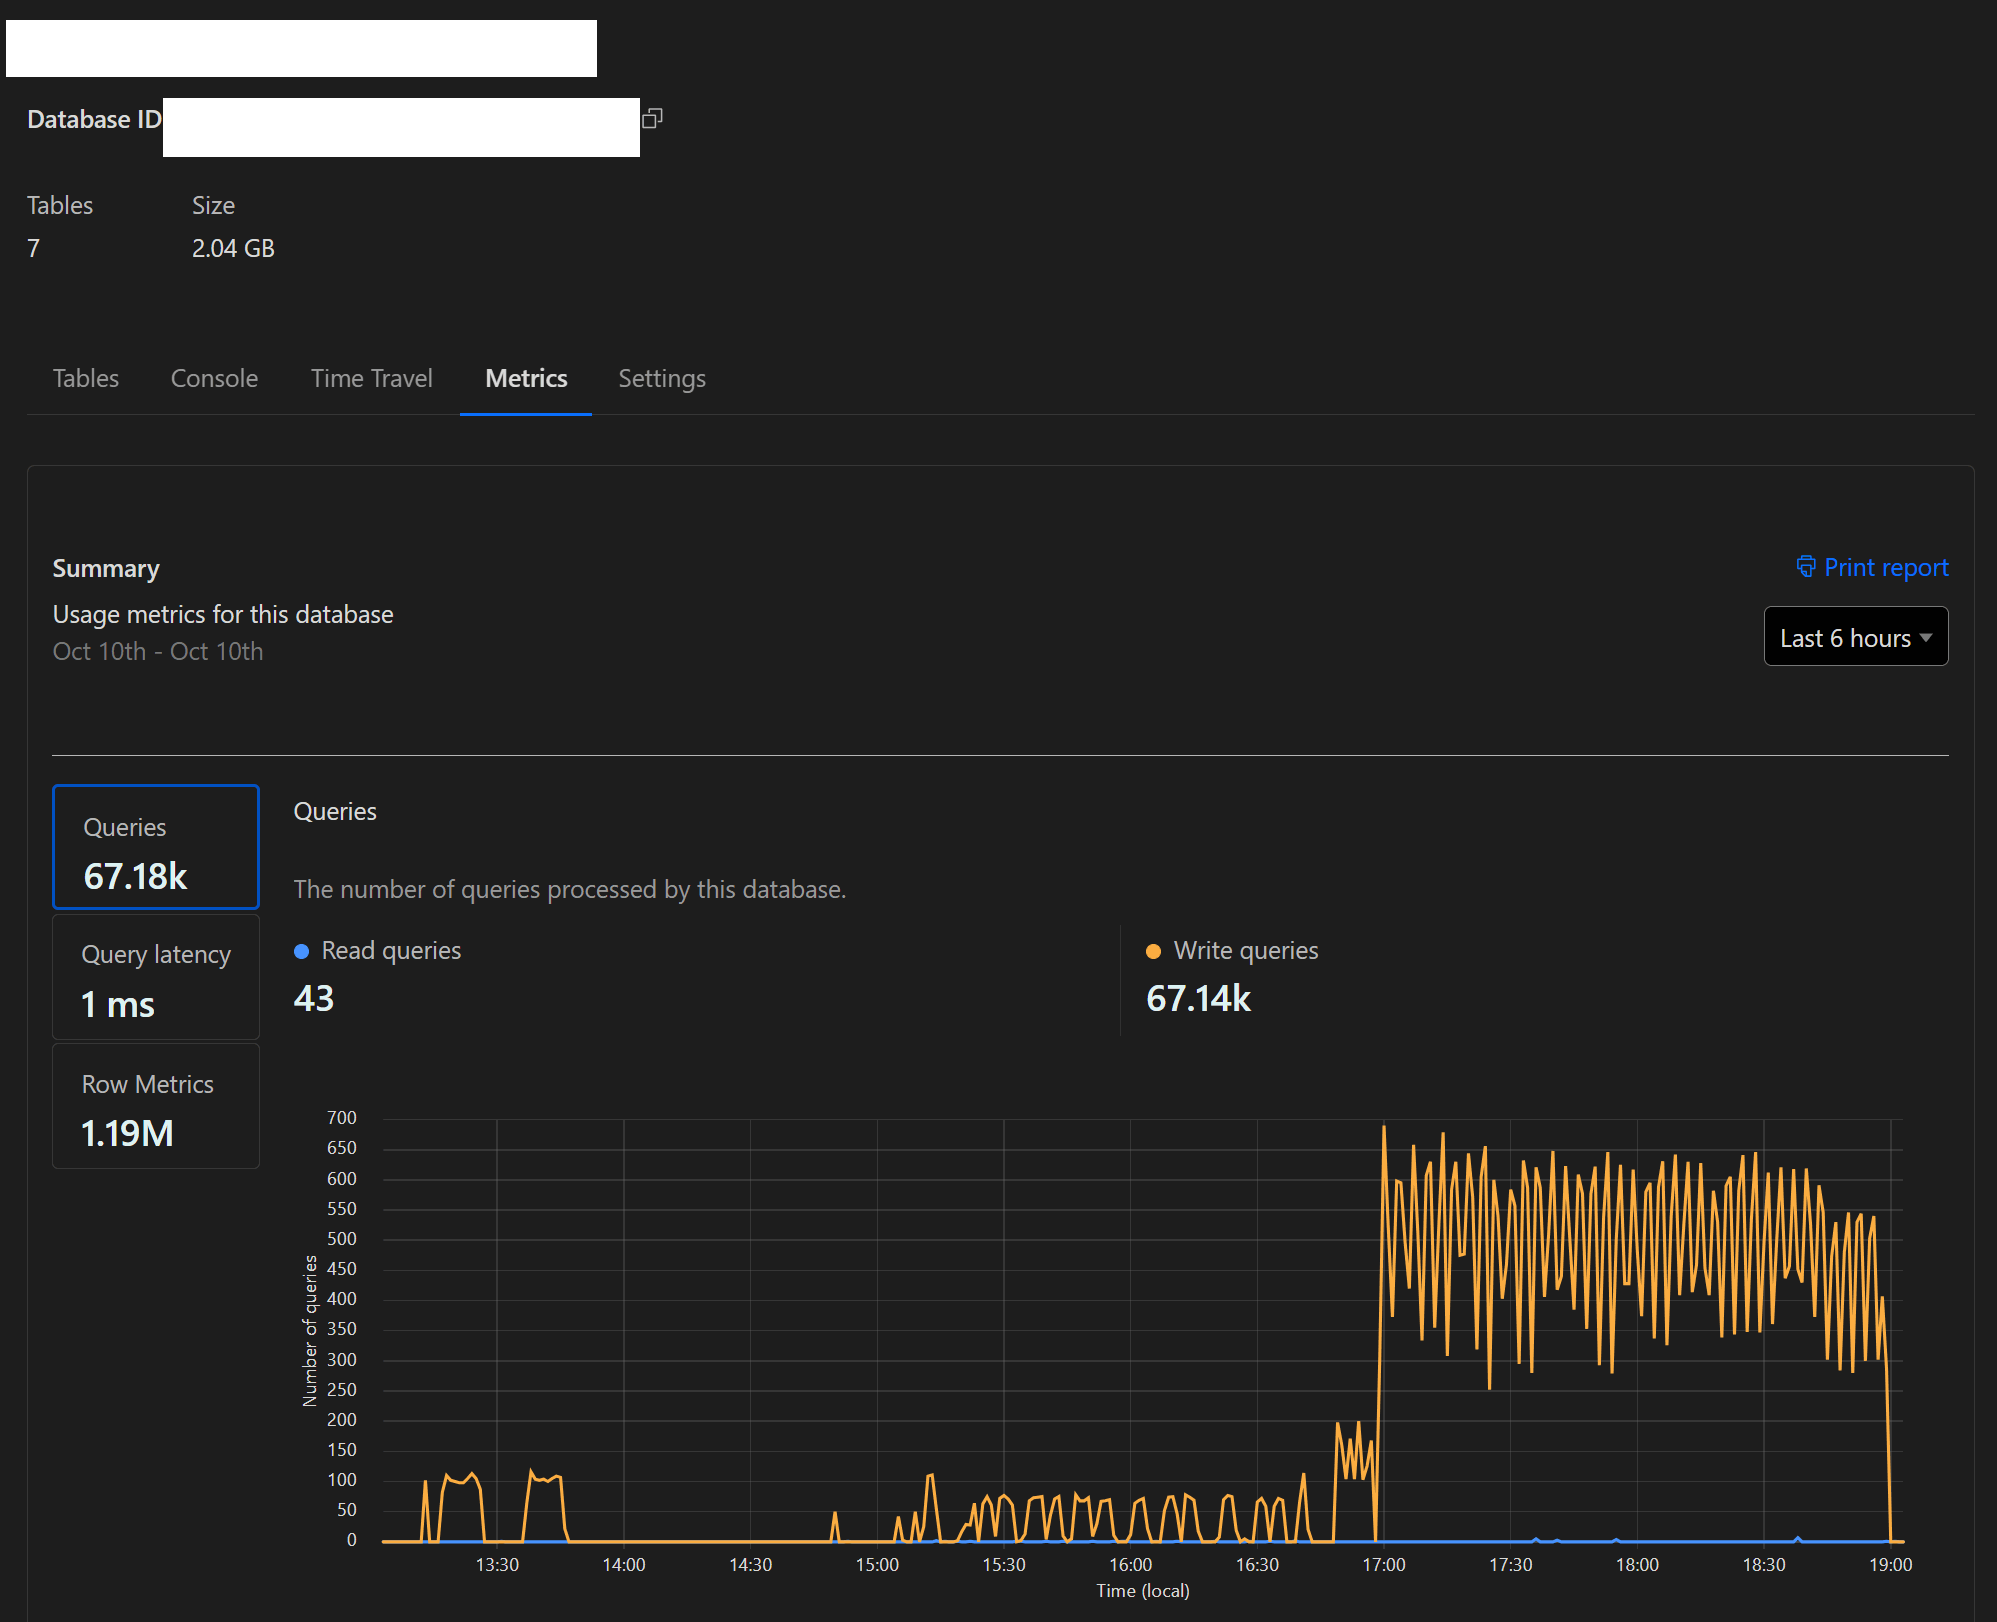 Database ID
Tables Size
7 2.04 GB
Tables Console Time Travel Metrics Settings
Summary
Print report
Usage metrics for this database
Oct 10th - Oct 10th
Last 6 hours
Queries
67.18k
Query latency
1 ms
Row Metrics
1.19M
Queries
The number of queries processed by this database.
Read queries
43
Write queries
67.14k
Number of queries
700
650
600
550
500
450
400
350
300
250
200
150
100
50
0
13:30 14:00 14:30 15:00 15:30 16:00 16:30 17:00 17:30 18:00 18:30 19:00
Time (local)